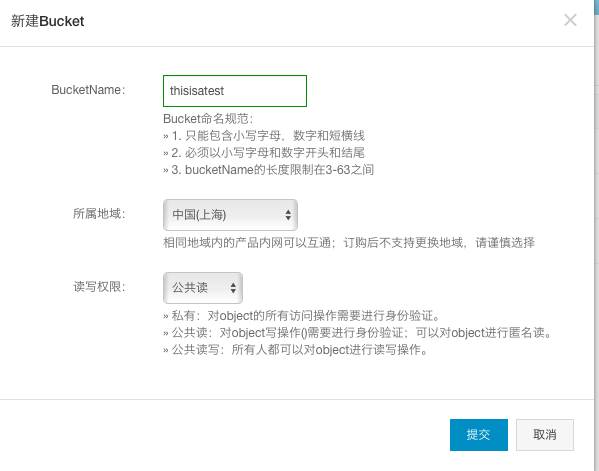 新建Bucket
BucketName：
thisisatest
Bucket命名规范：
» 1. 只能包含小写字母，数字和短横线
» 2. 必须以小写字母和数字开头和结尾
» 3. bucketName的长度限制在3-63之间
所属地域：
中国(上海)
相同地域内的产品内网可以互通；订购后不支持更换地域，请谨慎选择
读写权限：
公共读
» 私有：对object的所有访问操作需要进行身份验证。
» 公共读：对object写操作()需要进行身份验证；可以对object进行匿名读。
» 公共读写：所有人都可以对object进行读写操作。
提交
取消